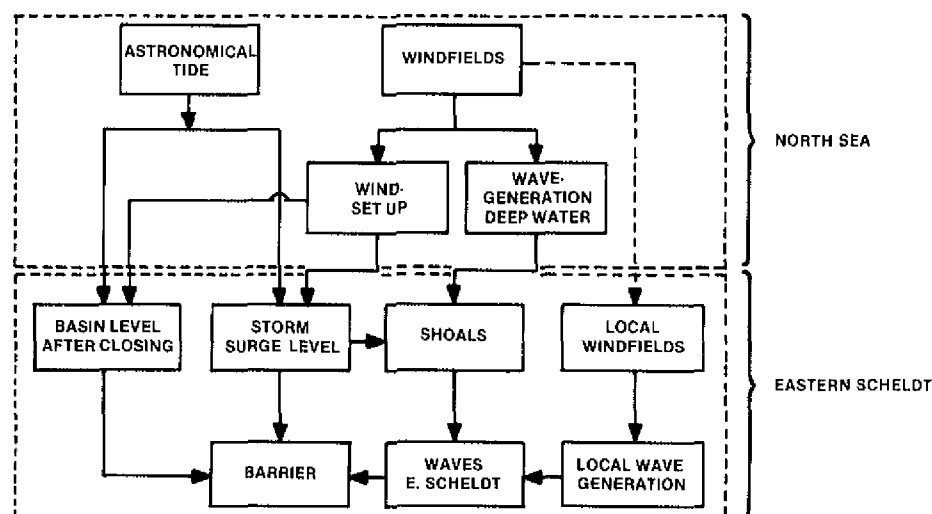 ASTRONOMICAL
TIDE
WINDFIELDS
NORTH SEA
WIND-
SET UP
WAVE-
GENERATION
DEEP WATER
BASIN LEVEL
AFTER CLOSING
STORM
SURGE LEVEL
SHOALS
LOCAL
WINDFIELDS
EASTERN SCHELDT
BARRIER
WAVES
E. SCHELDT
LOCAL WAVE
GENERATION